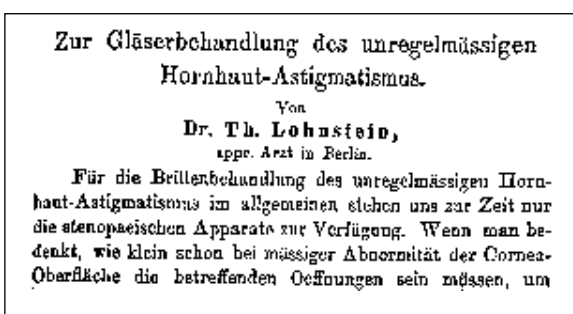 Zur Gläserbehandlung des unregelmässigen
Hornhaut-Astigmatismus.
Von
Dr. Th. Lohnstein,
appr. Arzt in Berlin.
Für die Brillenbehandlung des unregelmässigen Horn-
haut-Astigmatismus im allgemeinen stehen uns zur Zeit nur
die stenopaeischen Apparate zur Verfügung. Wenn man be-
denkt, wie klein schon bei mässiger Abnormität der Cornea-
Oberfläche die betreffenden Oeffnungen sein müssen, um